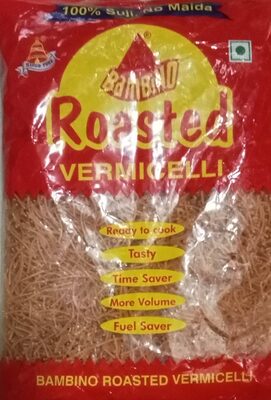 100% Suji, No Maida
BAMBINO
Roasted
VERMICELLI
Ready to cook
Tasty
Time Saver
More Volume
Fuel Saver
BAMBINO ROASTED VERMICELLI